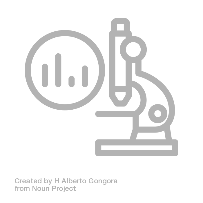 Created by H Alberto Gongora
from Noun Project